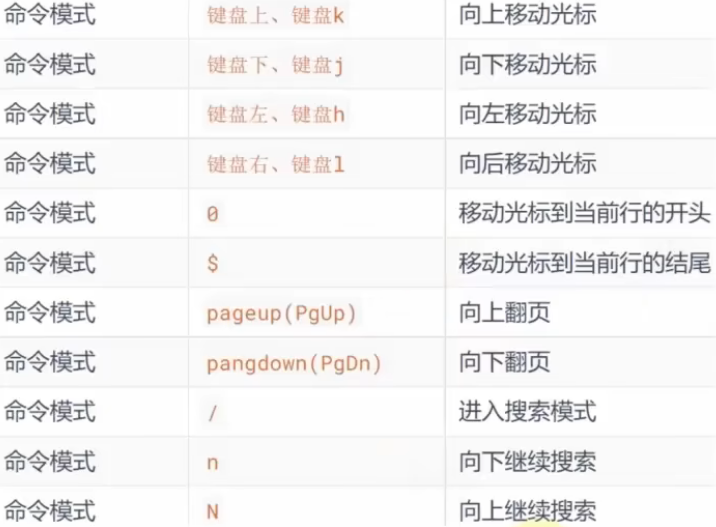 命令模式 键盘上、键盘k 向上移动光标
命令模式 键盘下、键盘j 向下移动光标
命令模式 键盘左、键盘h 向左移动光标
命令模式 键盘右、键盘l 向后移动光标
命令模式 0 移动光标到当前行的开头
命令模式 $ 移动光标到当前行的结尾
命令模式 pageup(PgUp) 向上翻页
命令模式 pangdown(PgDn) 向下翻页
命令模式 / 进入搜索模式
命令模式 n 向下继续搜索
命令模式 N 向上继续搜索